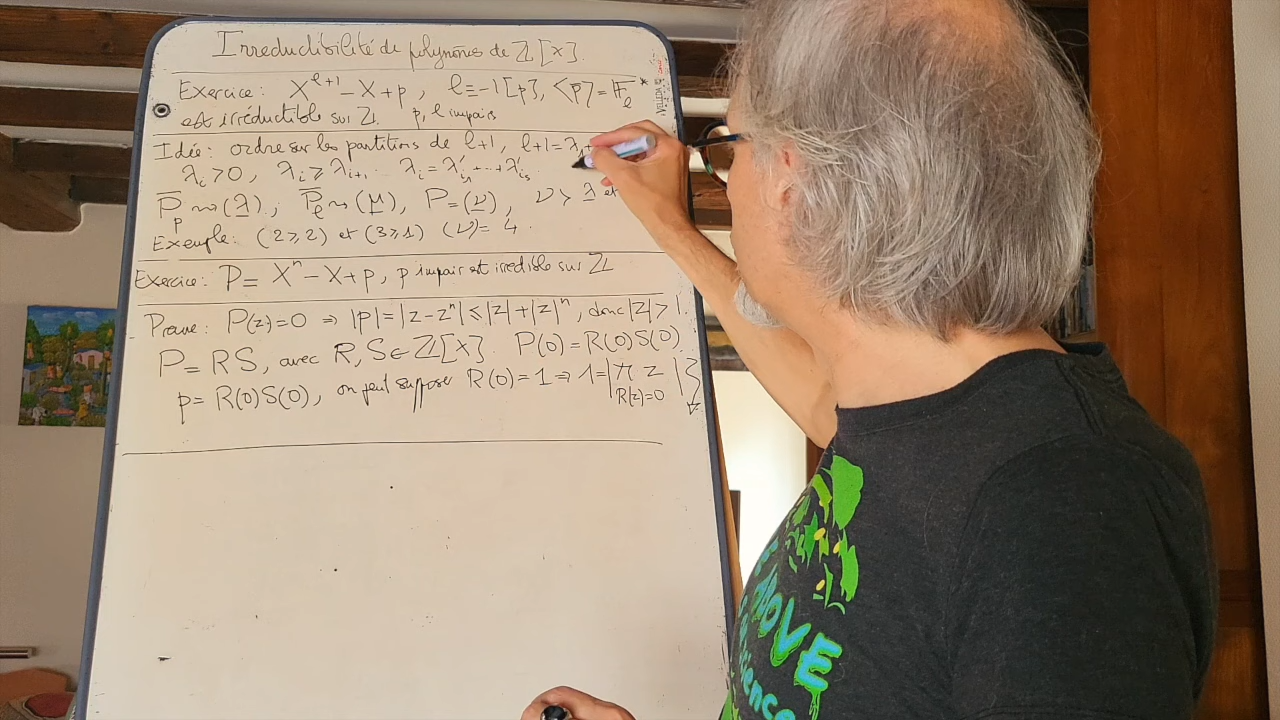 Irreductibilité de polynômes de ℤ[X].
Exercice: X^{ℓ+1} - X + p, ℓ ≡ -1 [p], <p> = 𝔽_ℓ^*
est irréductible sur ℤ. p, ℓ impairs
Idée: ordre sur les partitions de ℓ+1, ℓ+1 = λ_1 +
λ_i > 0, λ_i ⩾ λ_{i+1} .. λ_i = λ'_{i_1} + ... + λ'_{i_s}
P̄_p ⇝ (λ), P̄_ℓ ⇝ (μ), P = (ν), ν > λ et
Exemple: (2 ⩾ 2) et (3 ⩾ 1) (ν) = 4
Exercice: P = X^n - X + p, p impair est irredible sur ℤ
Preuve: P(z) = 0 ⇒ |p| = |z - z^n| ⩽ |z| + |z|^n, donc |z| > 1.
P = RS, avec R, S ∈ ℤ[X]. P(0) = R(0)S(0)
p = R(0)S(0), on peut supposer R(0) = 1 ⇒ 1 = |π z|
R(z)=0
VELLEDA
MOVE